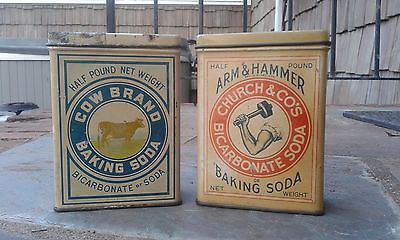 HALF POUND NET WEIGHT
COW BRAND
BAKING SODA
BICARBONATE OF SODA
HALF POUND
ARM & HAMMER
CHURCH & CO'S
BICARBONATE SODA
OR
BAKING SODA
NET WEIGHT